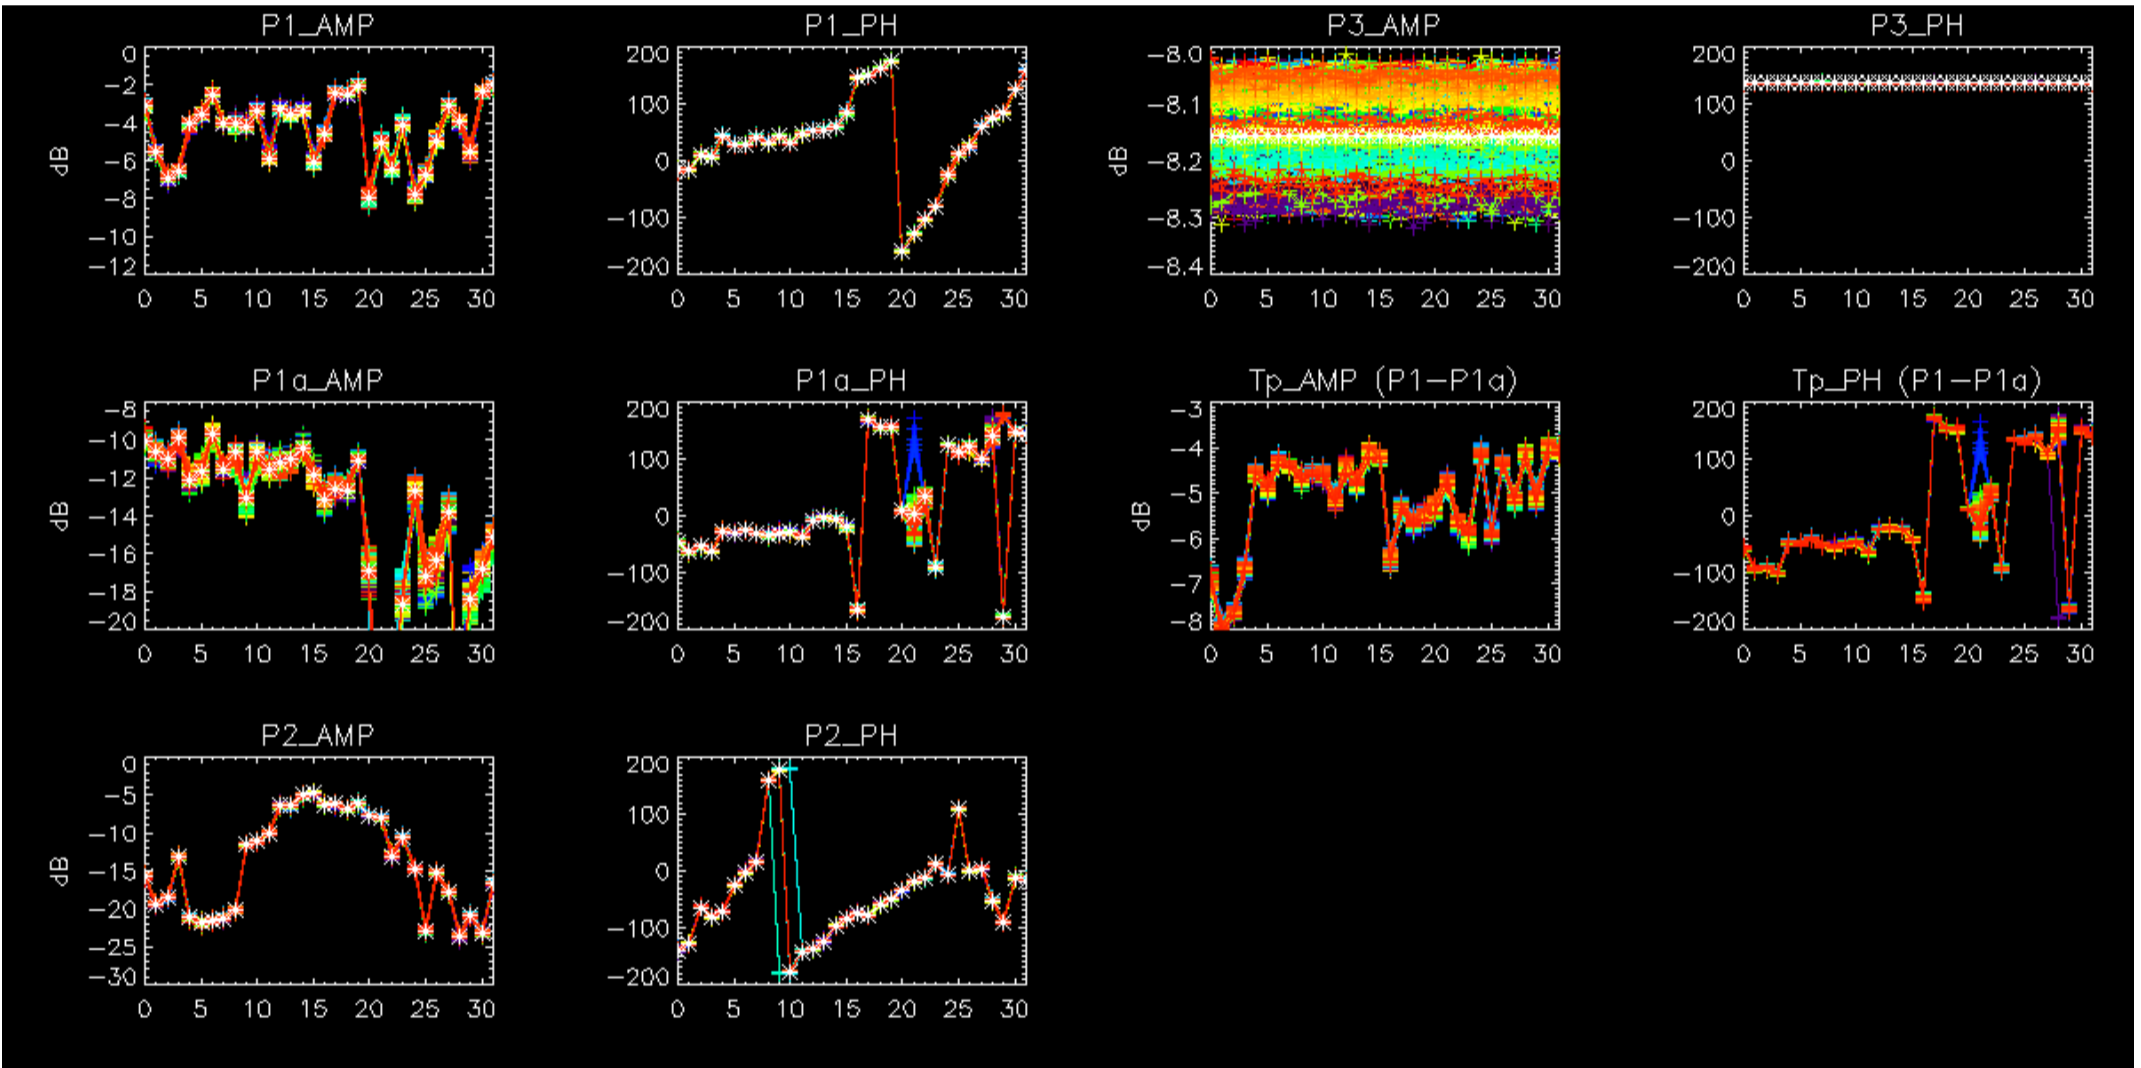 P1_AMP
P1_PH
P3_AMP
P3_PH
0
−2
−4
−6
−8
−10
−12
dB
0 5 10 15 20 25 30
200
100
0
−100
−200
0 5 10 15 20 25 30
−8.0
−8.1
−8.2
−8.3
−8.4
dB
0 5 10 15 20 25 30
200
100
0
−100
−200
0 5 10 15 20 25 30
P1a_AMP
P1a_PH
Tp_AMP (P1−P1a)
Tp_PH (P1−P1a)
−8
−10
−12
−14
−16
−18
−20
dB
0 5 10 15 20 25 30
200
100
0
−100
−200
0 5 10 15 20 25 30
−3
−4
−5
−6
−7
−8
dB
0 5 10 15 20 25 30
200
100
0
−100
−200
0 5 10 15 20 25 30
P2_AMP
P2_PH
0
−5
−10
−15
−20
−25
−30
dB
0 5 10 15 20 25 30
200
100
0
−100
−200
0 5 10 15 20 25 30